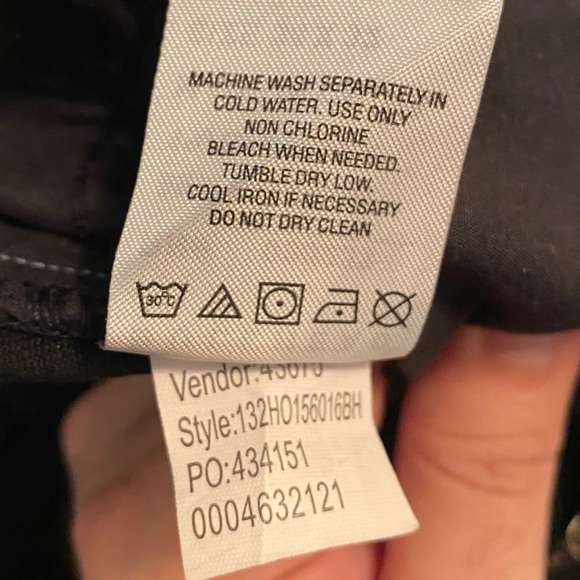 MACHINE WASH SEPARATELY IN
COLD WATER. USE ONLY
NON CHLORINE
BLEACH WHEN NEEDED.
TUMBLE DRY LOW.
COOL IRON IF NECESSARY
DO NOT DRY CLEAN
30°C
Vendor:
Style:132HO156016BH
PO:434151
0004632121